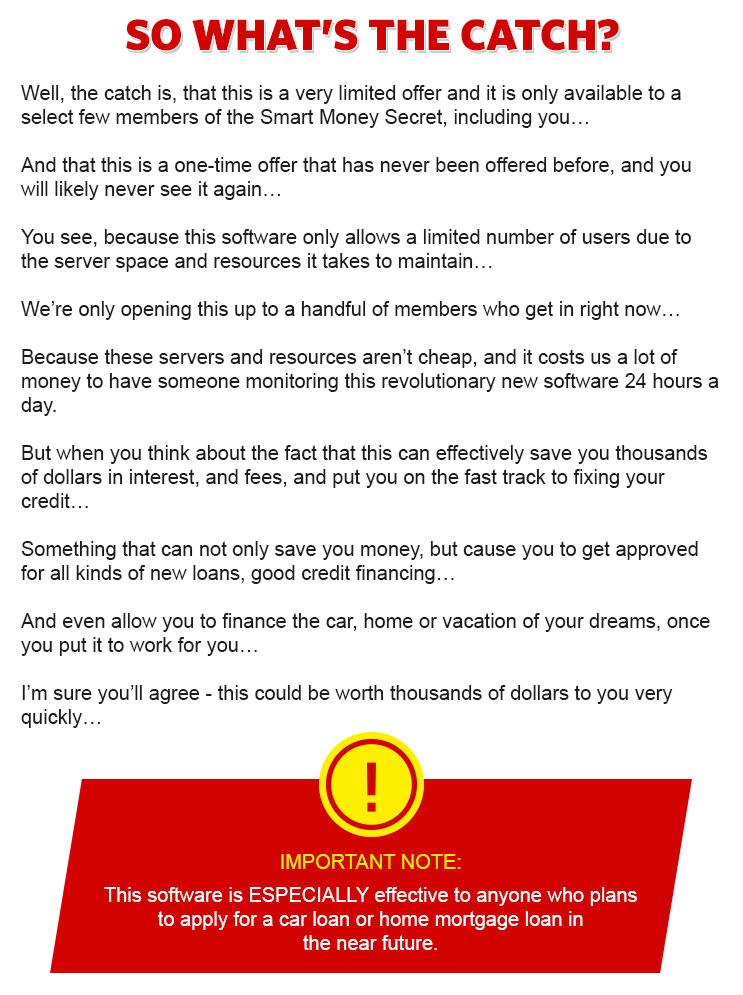 SO WHAT'S THE CATCH?
Well, the catch is, that this is a very limited offer and it is only available to a
select few members of the Smart Money Secret, including you…
And that this is a one-time offer that has never been offered before, and you
will likely never see it again…
You see, because this software only allows a limited number of users due to
the server space and resources it takes to maintain…
We're only opening this up to a handful of members who get in right now…
Because these servers and resources aren't cheap, and it costs us a lot of
money to have someone monitoring this revolutionary new software 24 hours a
day.
But when you think about the fact that this can effectively save you thousands
of dollars in interest, and fees, and put you on the fast track to fixing your
credit…
Something that can not only save you money, but cause you to get approved
for all kinds of new loans, good credit financing…
And even allow you to finance the car, home or vacation of your dreams, once
you put it to work for you…
I'm sure you'll agree - this could be worth thousands of dollars to you very
quickly…
!
IMPORTANT NOTE:
This software is ESPECIALLY effective to anyone who plans
to apply for a car loan or home mortgage loan in
the near future.